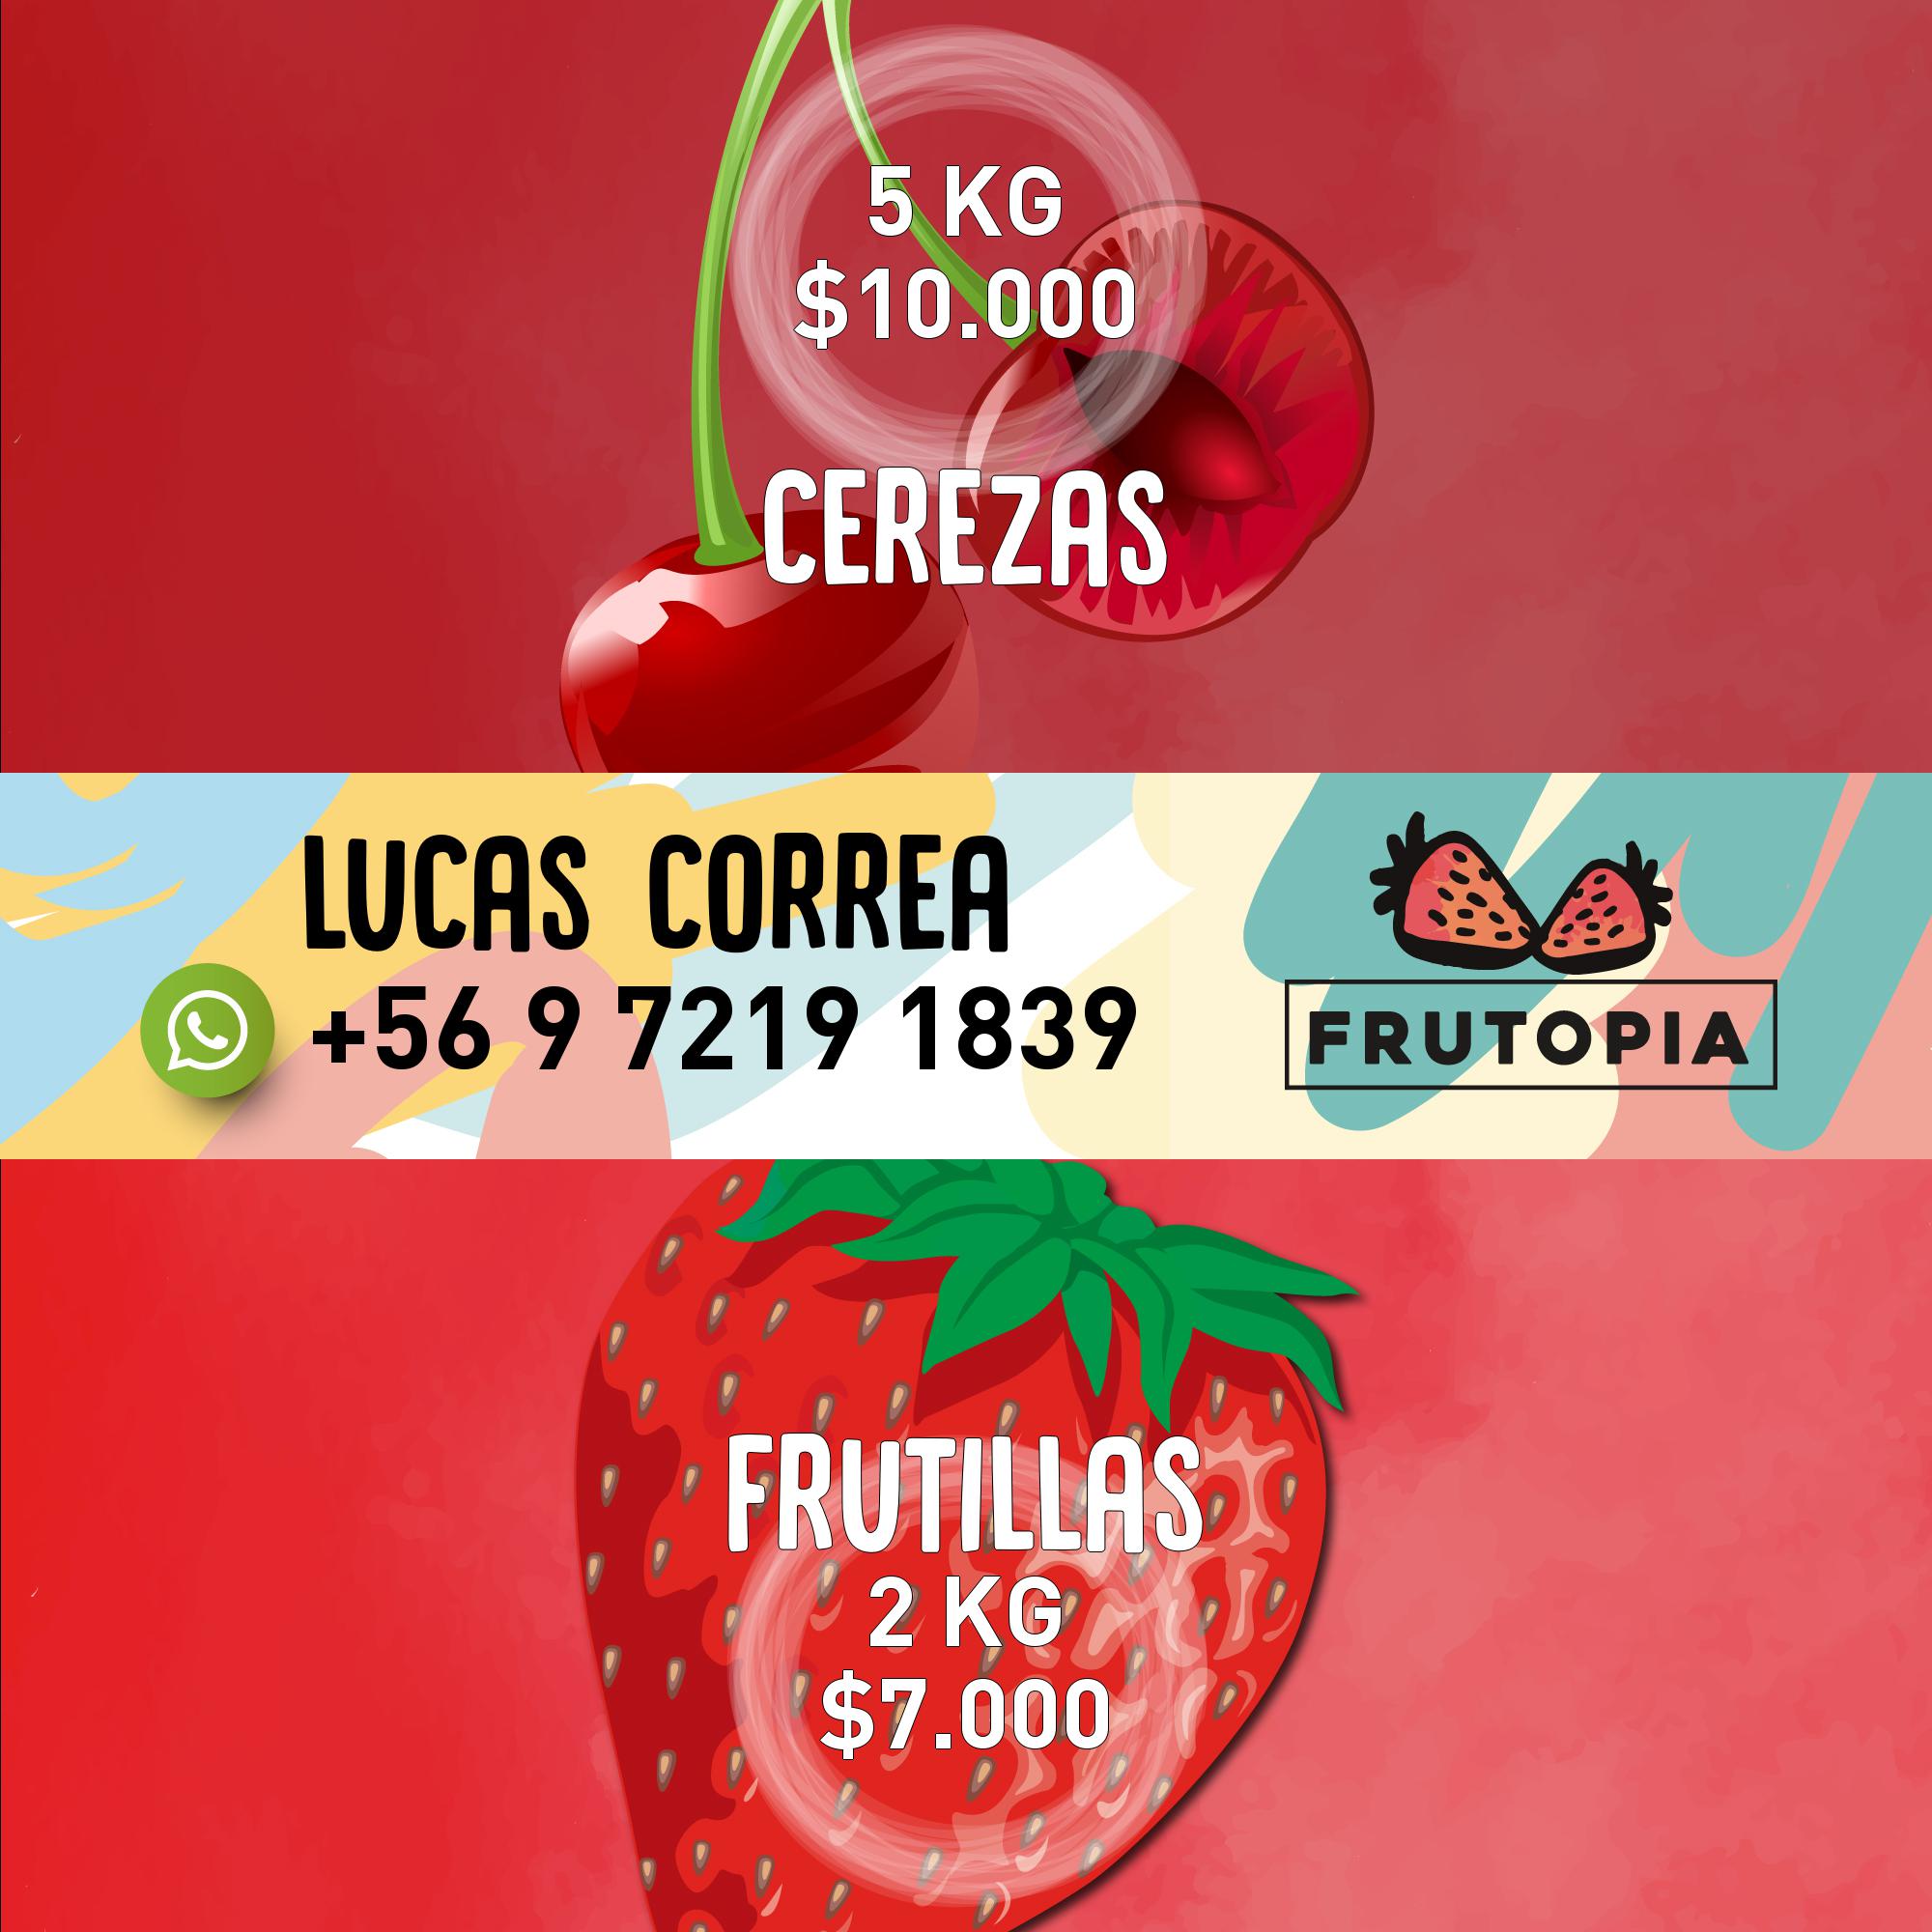 5 KG
$10.000
CEREZAS
LUCAS CORREA
+56 9 7219 1839
FRUTOPIA
FRUTILLAS
2 KG
$7.000